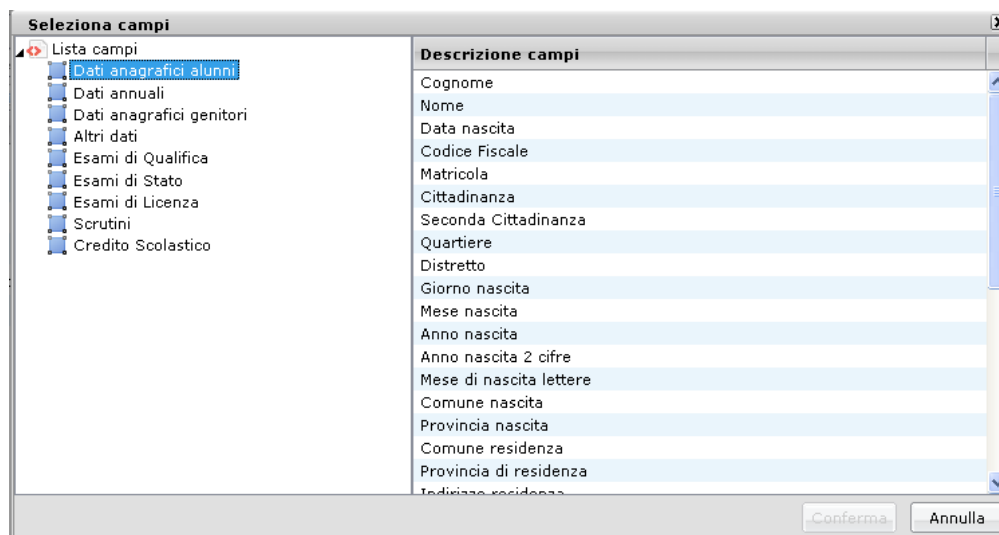 Seleziona campi
Lista campi
Dati anagrafici alunni
Dati annuali
Dati anagrafici genitori
Altri dati
Esami di Qualifica
Esami di Stato
Esami di Licenza
Scrutini
Credito Scolastico
Descrizione campi
Cognome
Nome
Data nascita
Codice Fiscale
Matricola
Cittadinanza
Seconda Cittadinanza
Quartiere
Distretto
Giorno nascita
Mese nascita
Anno nascita
Anno nascita 2 cifre
Mese di nascita lettere
Comune nascita
Provincia nascita
Comune residenza
Provincia di residenza
Indirizzo residenza
Conferma
Annulla